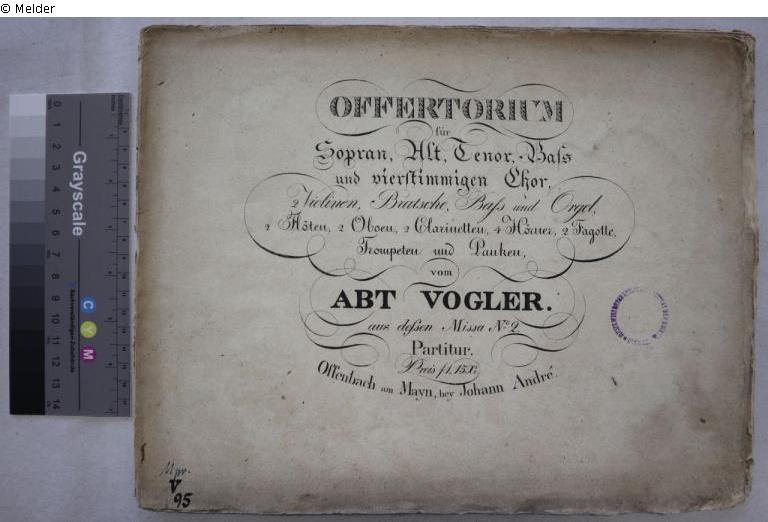 © Melder
OFFERTORIUM
für
Sopran, Alt, Tenor, Baſs
und vierstimmigen Chor,
2 Violinen, Bratsche, Baſs und Orgel,
2 Flöten, 2 Oboen, 2 Clarinetten, 4 Hörner, 2 Fagotte,
Trompeten und Pauken,
vom
ABT VOGLER.
aus deſsen Missa No. 2.
Partitur.
Preis f 1. 15 X.
Offenbach am Mayn, bey Johann André.
V
95
Grayscale
0
1
2
3
4
5
6
7
8
9
10
11
12
13
14
C
Y
M